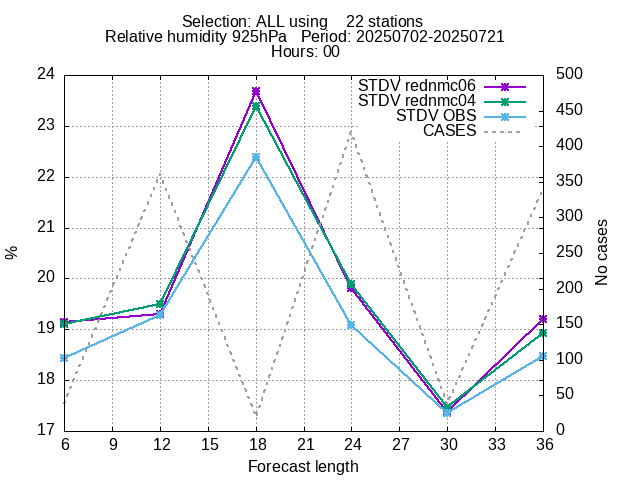 Selection: ALL using    22 stations
Relative humidity 925hPa   Period: 20250702-20250721
Hours: 00
STDV rednmc06
STDV rednmc04
STDV OBS
CASES
24
23
22
21
20
19
18
17
%
500
450
400
350
300
250
200
150
100
50
0
No cases
6 9 12 15 18 21 24 27 30 33 36
Forecast length